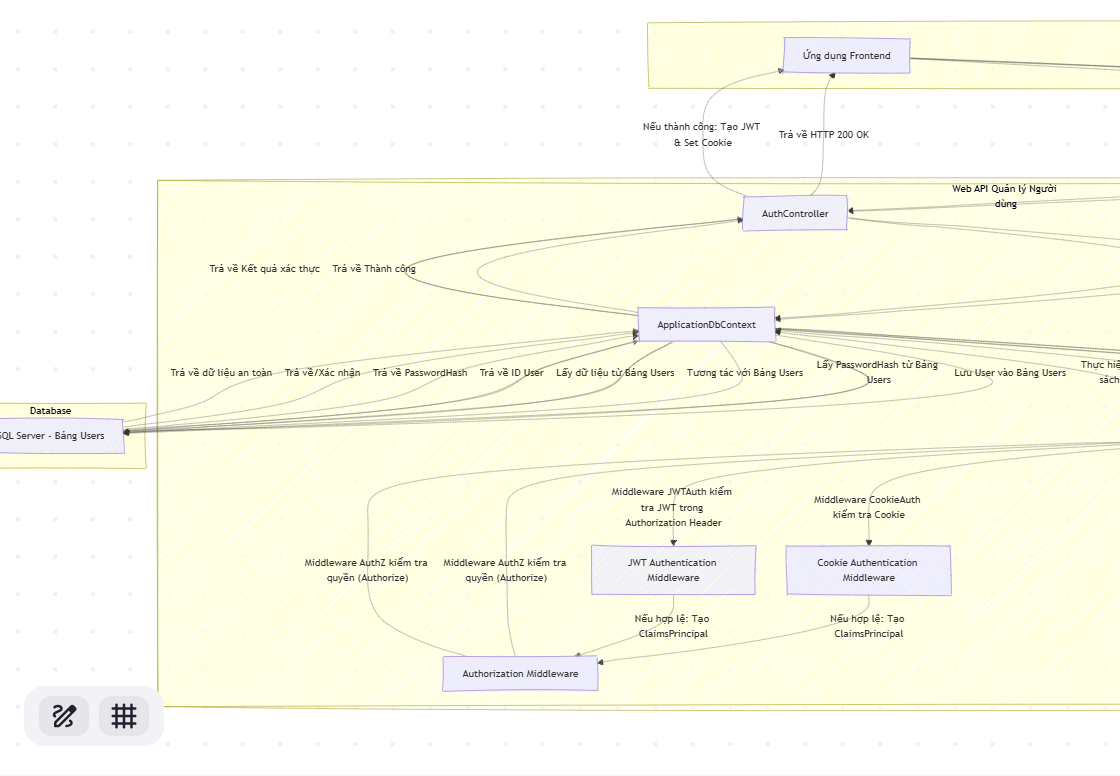 Ứng dụng Frontend
Nếu thành công: Tạo JWT
& Set Cookie
Trả về HTTP 200 OK
Web API Quản lý Người
dùng
AuthController
Trả về Kết quả xác thực
Trả về Thành công
ApplicationDbContext
Trả về dữ liệu an toàn
Trả về/Xác nhận
Trả về PasswordHash
Trả về ID User
Lấy dữ liệu từ Bảng Users
Tương tác với Bảng Users
Lấy PasswordHash từ Bảng
Users
Lưu User vào Bảng Users
Thực hiệ
sách
Database
SQL Server - Bảng Users
Middleware JWTAuth kiểm
tra JWT trong
Authorization Header
Middleware CookieAuth
kiểm tra Cookie
Middleware AuthZ kiểm tra
quyền (Authorize)
Middleware AuthZ kiểm tra
quyền (Authorize)
JWT Authentication
Middleware
Cookie Authentication
Middleware
Nếu hợp lệ: Tạo
ClaimsPrincipal
Nếu hợp lệ: Tạo
ClaimsPrincipal
Authorization Middleware